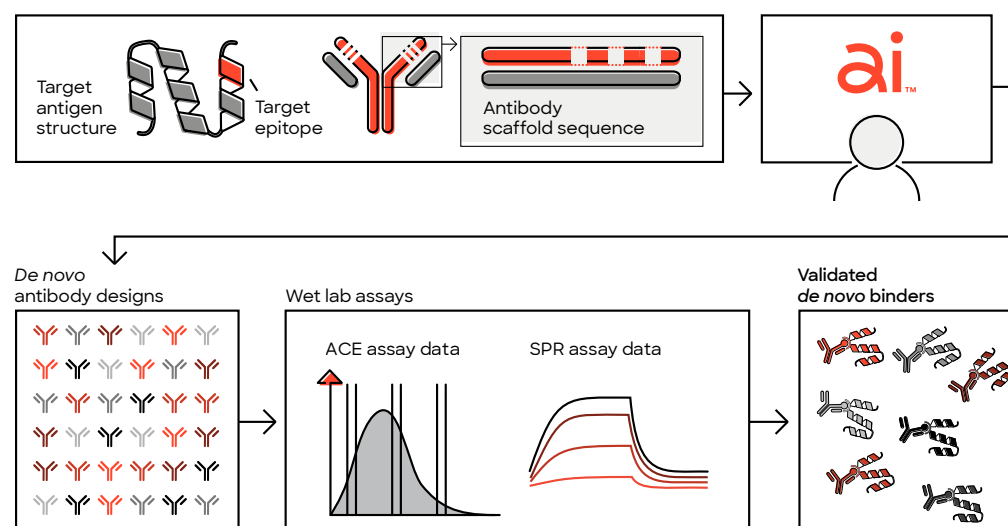 Target
antigen
structure
Target
epitope
Antibody
scaffold sequence
ai™
De novo
antibody designs
Wet lab assays
Validated
de novo binders
ACE assay data
SPR assay data